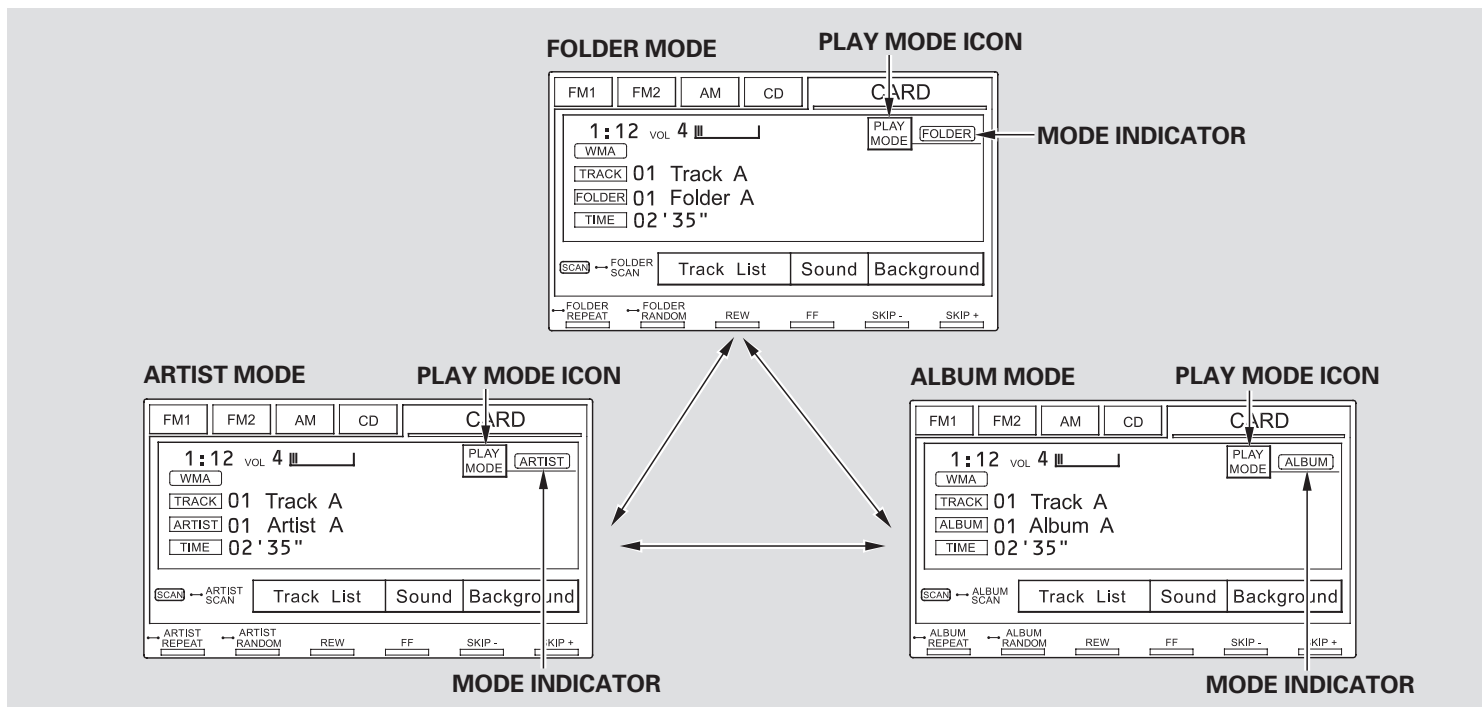 FOLDER MODE
PLAY MODE ICON
FM1 FM2 AM CD CARD
1:12 VOL 4
PLAY
MODE
FOLDER
MODE INDICATOR
WMA
TRACK 01 Track A
FOLDER 01 Folder A
TIME 02'35"
SCAN
FOLDER
SCAN
Track List Sound Background
FOLDER
REPEAT
FOLDER
RANDOM
REW FF SKIP - SKIP +
ARTIST MODE
PLAY MODE ICON
FM1 FM2 AM CD CARD
1:12 VOL 4
PLAY
MODE
ARTIST
WMA
TRACK 01 Track A
ARTIST 01 Artist A
TIME 02'35"
SCAN
ARTIST
SCAN
Track List Sound Background
ARTIST
REPEAT
ARTIST
RANDOM
REW FF SKIP - SKIP +
MODE INDICATOR
ALBUM MODE
PLAY MODE ICON
FM1 FM2 AM CD CARD
1:12 VOL 4
PLAY
MODE
ALBUM
WMA
TRACK 01 Track A
ALBUM 01 Album A
TIME 02'35"
SCAN
ALBUM
SCAN
Track List Sound Background
ALBUM
REPEAT
ALBUM
RANDOM
REW FF SKIP - SKIP +
MODE INDICATOR